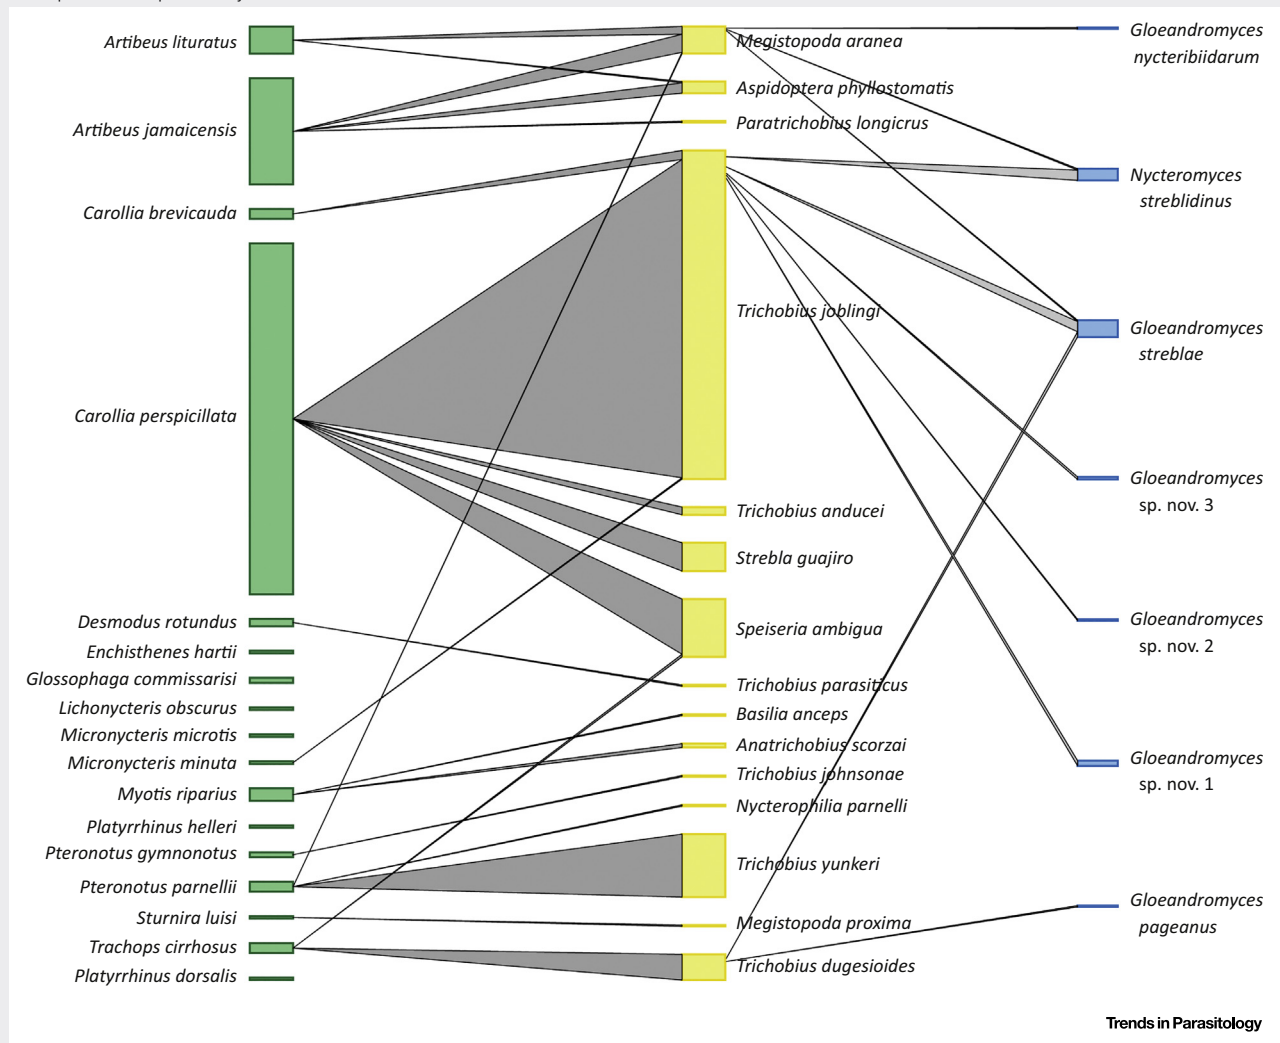 Artibeus lituratus
Artibeus jamaicensis
Carollia brevicauda
Carollia perspicillata
Desmodus rotundus
Enchisthenes hartii
Glossophaga commissarisi
Lichonycteris obscurus
Micronycteris microtis
Micronycteris minuta
Myotis riparius
Platyrrhinus helleri
Pteronotus gymnonotus
Pteronotus parnellii
Sturnira luisi
Trachops cirrhosus
Platyrrhinus dorsalis
Megistopoda aranea
Aspidoptera phyllostomatis
Paratrichobius longicrus
Trichobius joblingi
Trichobius anducei
Strebla guajiro
Speiseria ambigua
Trichobius parasiticus
Basilia anceps
Anatrichobius scorzai
Trichobius johnsonae
Nycterophilia parnelli
Trichobius yunkeri
Megistopoda proxima
Trichobius dugesioides
Gloeandromyces
nycteribiidarum
Nycteromyces
streblidinus
Gloeandromyces
streblae
Gloeandromyces
sp. nov. 3
Gloeandromyces
sp. nov. 2
Gloeandromyces
sp. nov. 1
Gloeandromyces
pageanus
Trends in Parasitology